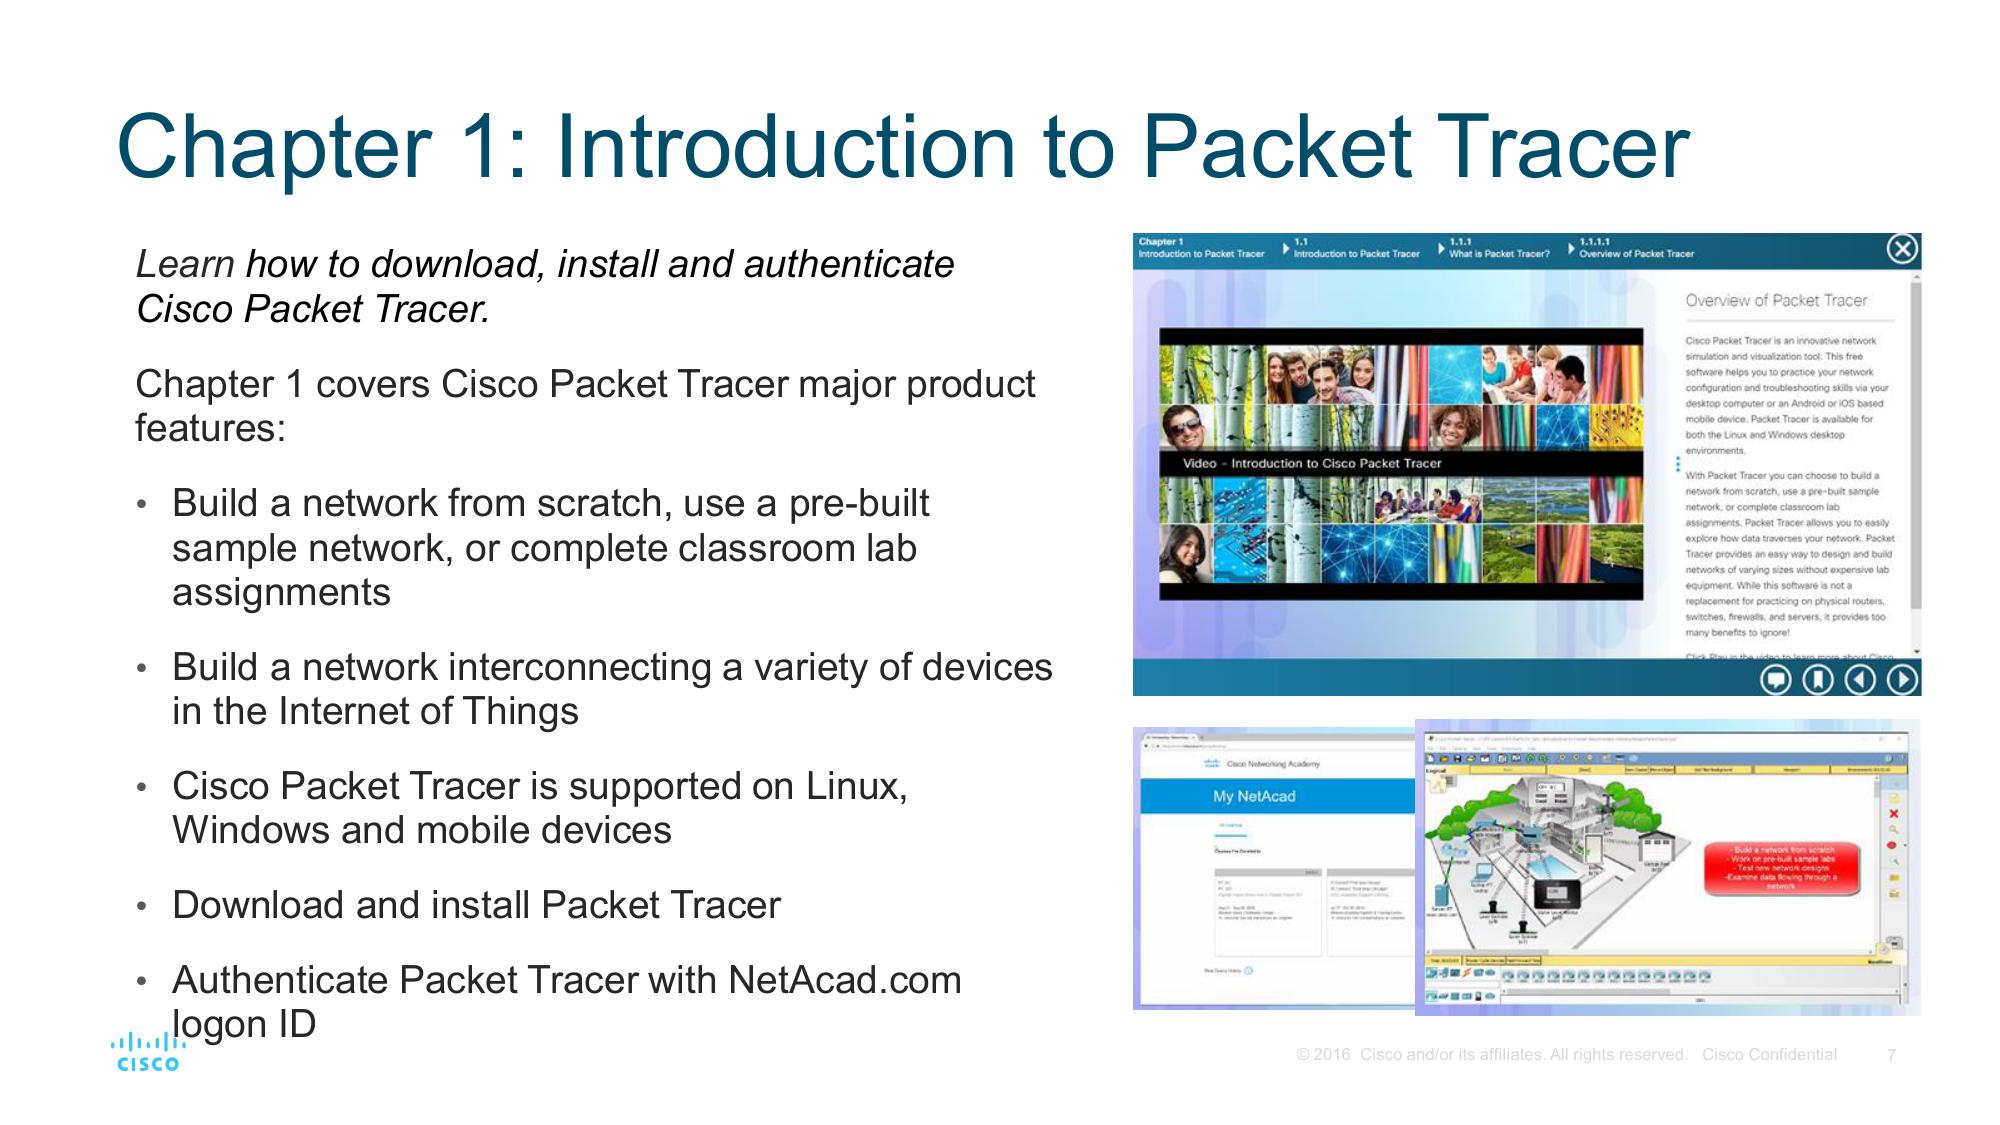 Chapter 1: Introduction to Packet Tracer
Learn how to download, install and authenticate
Cisco Packet Tracer.
Chapter 1 covers Cisco Packet Tracer major product
features:
• Build a network from scratch, use a pre-built
sample network, or complete classroom lab
assignments
• Build a network interconnecting a variety of devices
in the Internet of Things
• Cisco Packet Tracer is supported on Linux,
Windows and mobile devices
• Download and install Packet Tracer
• Authenticate Packet Tracer with NetAcad.com
logon ID
Chapter 1
Introduction to Packet Tracer
1.1
Introduction to Packet Tracer
1.1.1
What is Packet Tracer?
1.1.1.1
Overview of Packet Tracer
Video - Introduction to Cisco Packet Tracer
Overview of Packet Tracer
Cisco Packet Tracer is an innovative network
simulation and visualization tool. This free
software helps you to practice your network
configuration and troubleshooting skills via your
desktop computer or an Android or iOS based
mobile device. Packet Tracer is available for
both the Linux and Windows desktop
environments.
With Packet Tracer you can choose to build a
network from scratch, use a pre-built sample
network, or complete classroom lab
assignments. Packet Tracer allows you to easily
explore how data traverses your network. Packet
Tracer provides an easy way to design and build
networks of varying sizes without expensive lab
equipment. While this software is not a
replacement for practicing on physical routers,
switches, firewalls, and servers, it provides too
many benefits to ignore!
Click Play in the video to learn more about Cisco
Cisco Networking Academy
My NetAcad
Logical
- Build a network from scratch
- Work on pre-built sample labs
- Test new network designs
-Examine data flowing through a
network
Realtime
CISCO
© 2016 Cisco and/or its affiliates. All rights reserved. Cisco Confidential
7